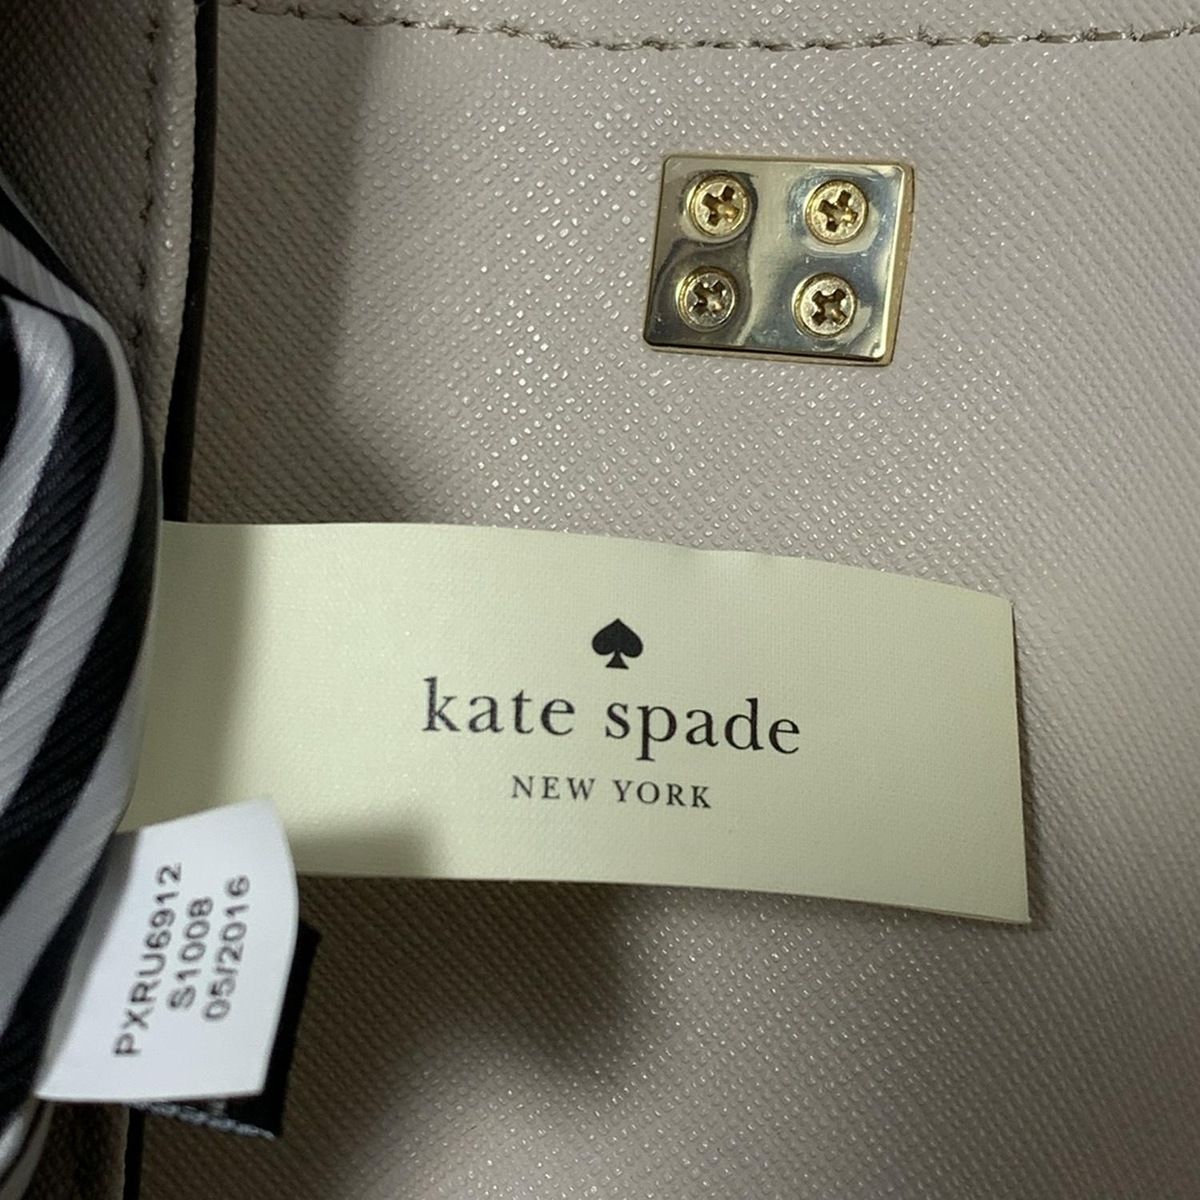 kate spade
NEW YORK
PXRU6912
S1008
05/2016